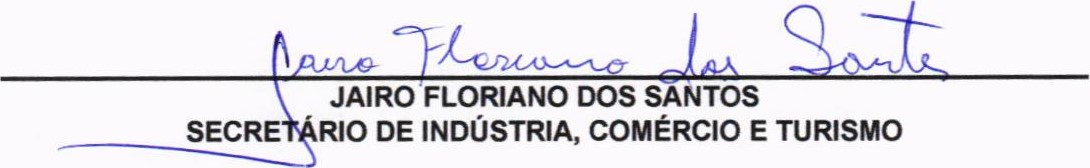 Jairo Floriano dos Santos
JAIRO FLORIANO DOS SANTOS
SECRETÁRIO DE INDÚSTRIA, COMÉRCIO E TURISMO